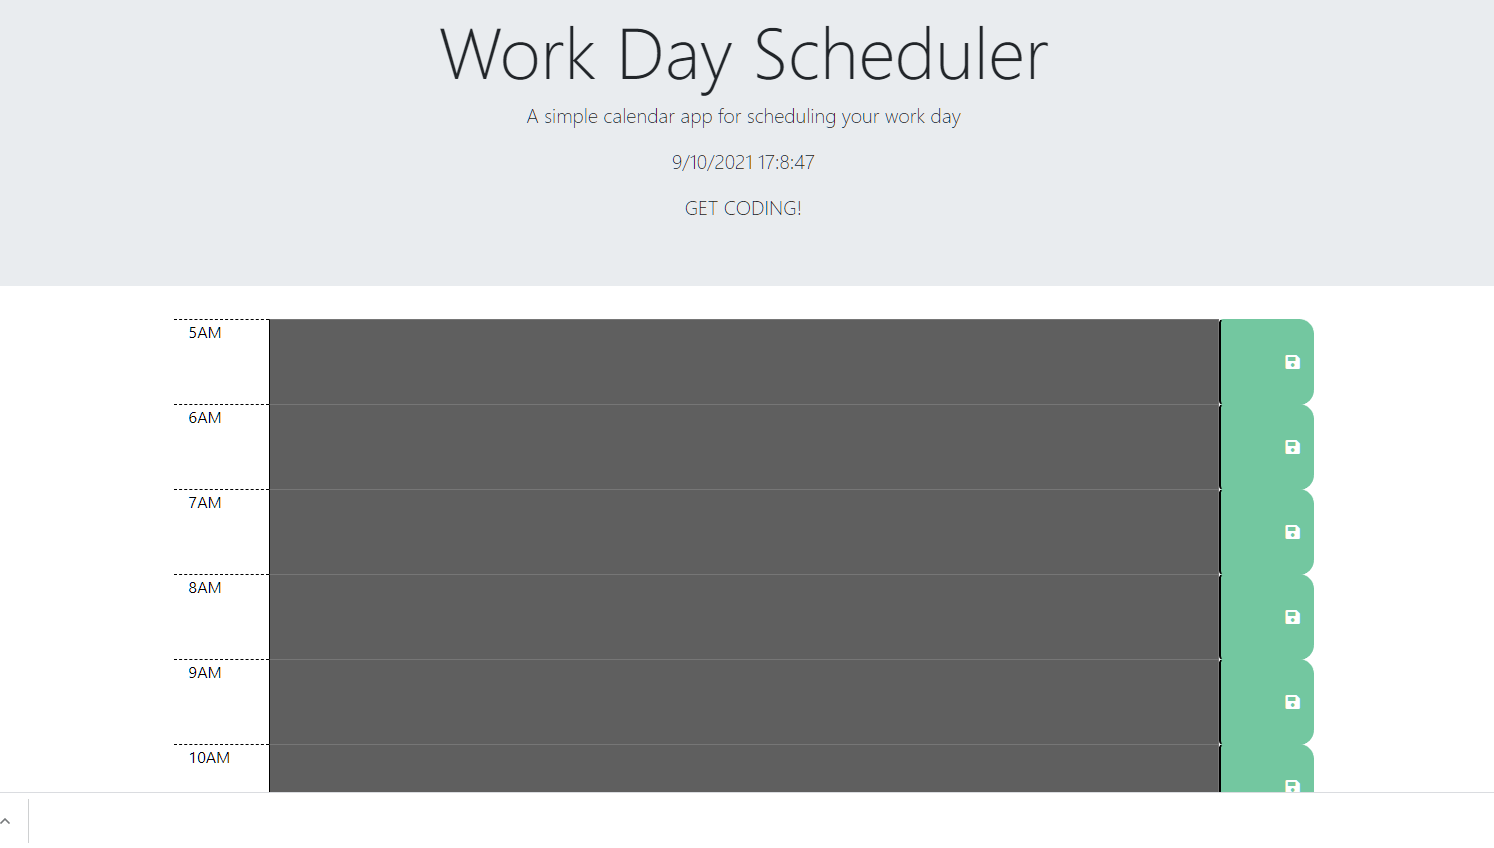 Work Day Scheduler
A simple calendar app for scheduling your work day
9/10/2021 17:8:47
GET CODING!
5AM
6AM
7AM
8AM
9AM
10AM